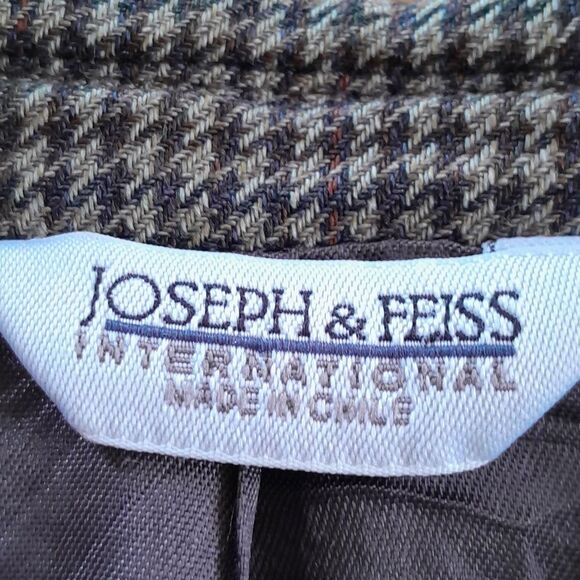 JOSEPH & FEISS
INTERNATIONAL
MADE IN CHILE